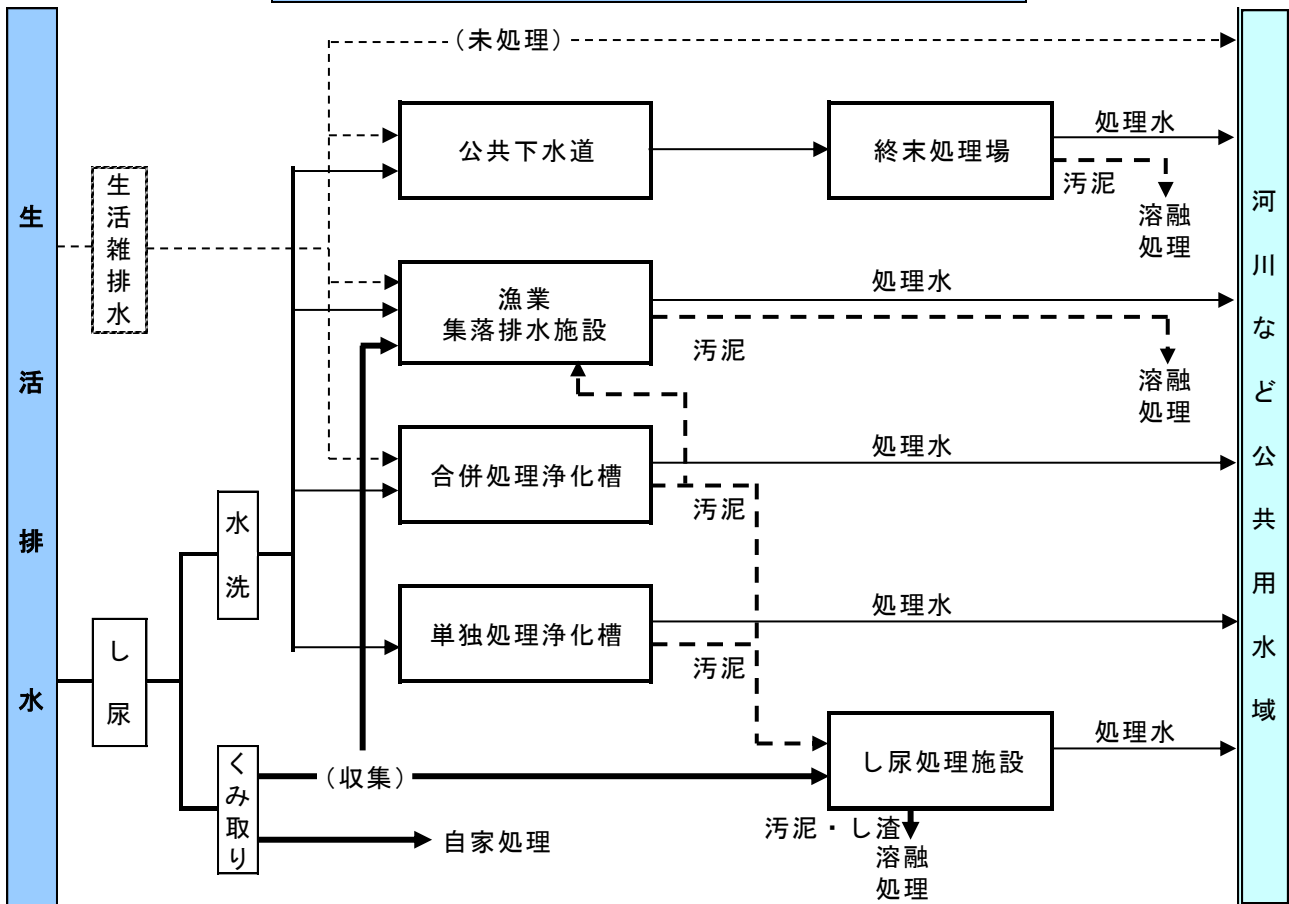 生活排水
生活雑排水
し尿
水洗
くみ取り
(未処理)
公共下水道
終末処理場
処理水
汚泥
溶融
処理
漁業
集落排水施設
処理水
汚泥
溶融
処理
合併処理浄化槽
処理水
汚泥
単独処理浄化槽
処理水
汚泥
(収集)
自家処理
し尿処理施設
処理水
汚泥・し渣
溶融
処理
河川など公共用水域